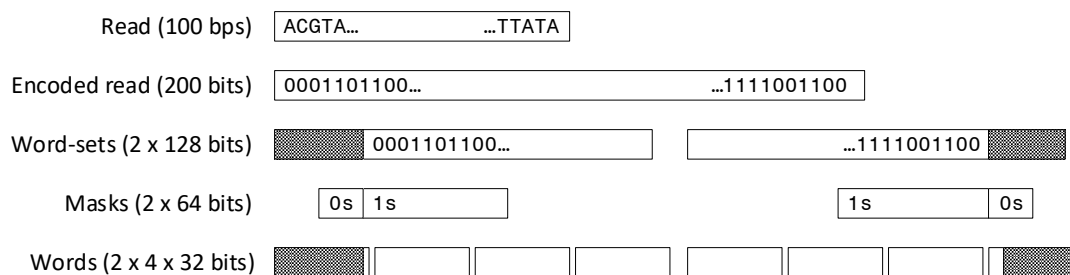 Read (100 bps) ACGTA… …TTATA
Encoded read (200 bits) 0001101100… …1111001100
Word-sets (2 x 128 bits) 0001101100… …1111001100
Masks (2 x 64 bits) 0s 1s 1s 0s
Words (2 x 4 x 32 bits)